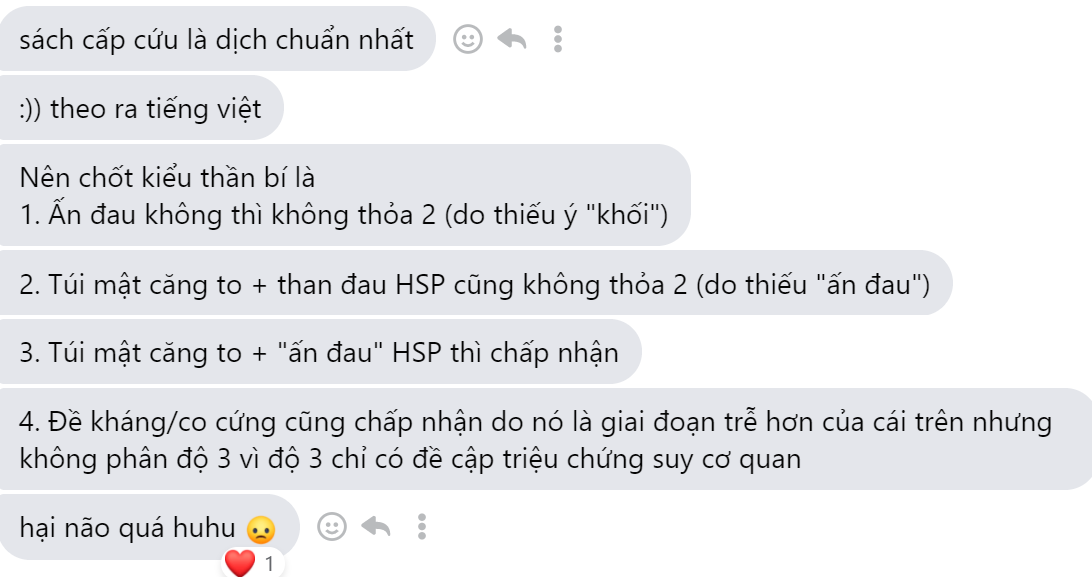 sách cấp cứu là dịch chuẩn nhất
:)) theo ra tiếng việt
Nên chốt kiểu thần bí là
1. Ấn đau không thì không thỏa 2 (do thiếu ý "khối")
2. Túi mật căng to + than đau HSP cũng không thỏa 2 (do thiếu "ấn đau")
3. Túi mật căng to + "ấn đau" HSP thì chấp nhận
4. Đề kháng/co cứng cũng chấp nhận do nó là giai đoạn trễ hơn của cái trên nhưng
không phân độ 3 vì độ 3 chỉ có đề cập triệu chứng suy cơ quan
hại não quá huhu 😞
❤️ 1